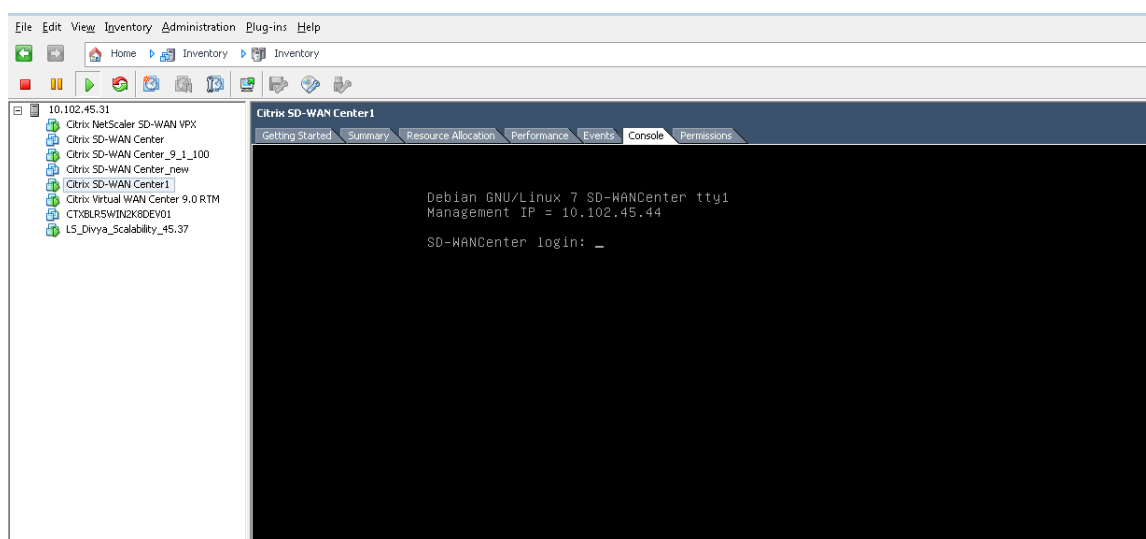 File Edit View Inventory Administration Plug-ins Help
Home Inventory Inventory
10.102.45.31
Citrix NetScaler SD-WAN VPX
Citrix SD-WAN Center
Citrix SD-WAN Center_9_1_100
Citrix SD-WAN Center_new
Citrix SD-WAN Center1
Citrix Virtual WAN Center 9.0 RTM
CTXBLR5WIN2K8DEV01
LS_Divya_Scalability_45.37
Citrix SD-WAN Center1
Getting Started Summary Resource Allocation Performance Events Console Permissions
Debian GNU/Linux 7 SD-WANCenter tty1
Management IP = 10.102.45.44
SD-WANCenter login: _